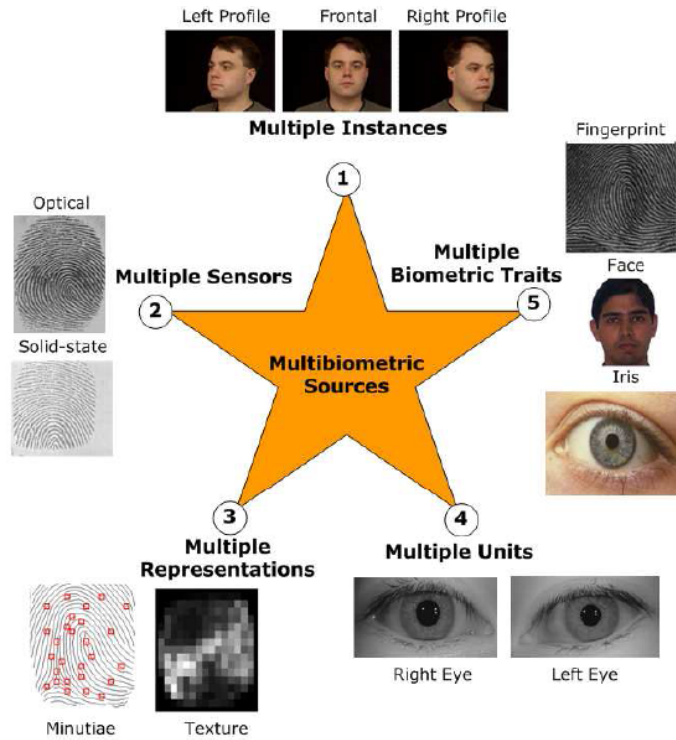 Left Profile
Frontal
Right Profile
Multiple Instances
Fingerprint
1
Optical
Multiple Sensors
2
Multiple
Biometric Traits
5
Face
Solid-state
Multibiometric
Sources
Iris
3
Multiple
Representations
4
Multiple Units
Minutiae
Texture
Right Eye
Left Eye